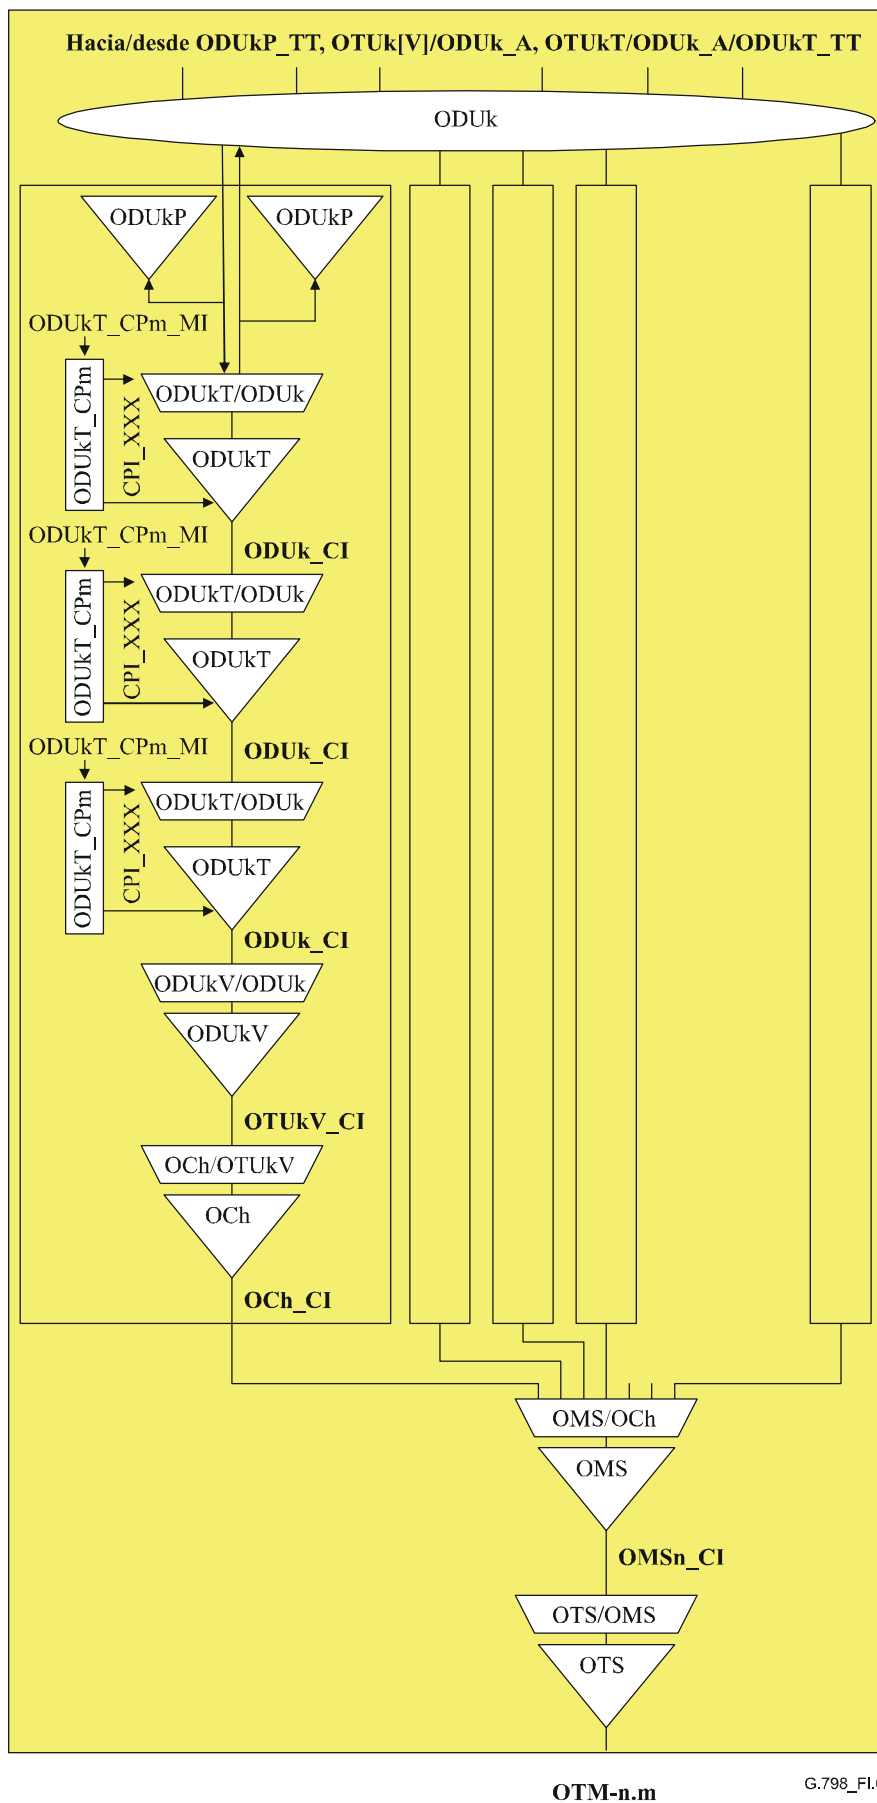 Hacia/desde ODUkP_TT, OTUk[V]/ODUk_A, OTUkT/ODUk_A/ODUkT_TT
ODUk
ODUkP
ODUkP
ODUkT_CPm_MI
ODUkT_CPm
CPI_XXX
ODUkT/ODUk
ODUkT
ODUk_CI
ODUkT_CPm_MI
ODUkT_CPm
CPI_XXX
ODUkT/ODUk
ODUkT
ODUk_CI
ODUkT_CPm_MI
ODUkT_CPm
CPI_XXX
ODUkT/ODUk
ODUkT
ODUk_CI
ODUkV/ODUk
ODUkV
OTUkV_CI
OCh/OTUkV
OCh
OCh_CI
OMS/OCh
OMS
OMSn_CI
OTS/OMS
OTS
OTM-n.m